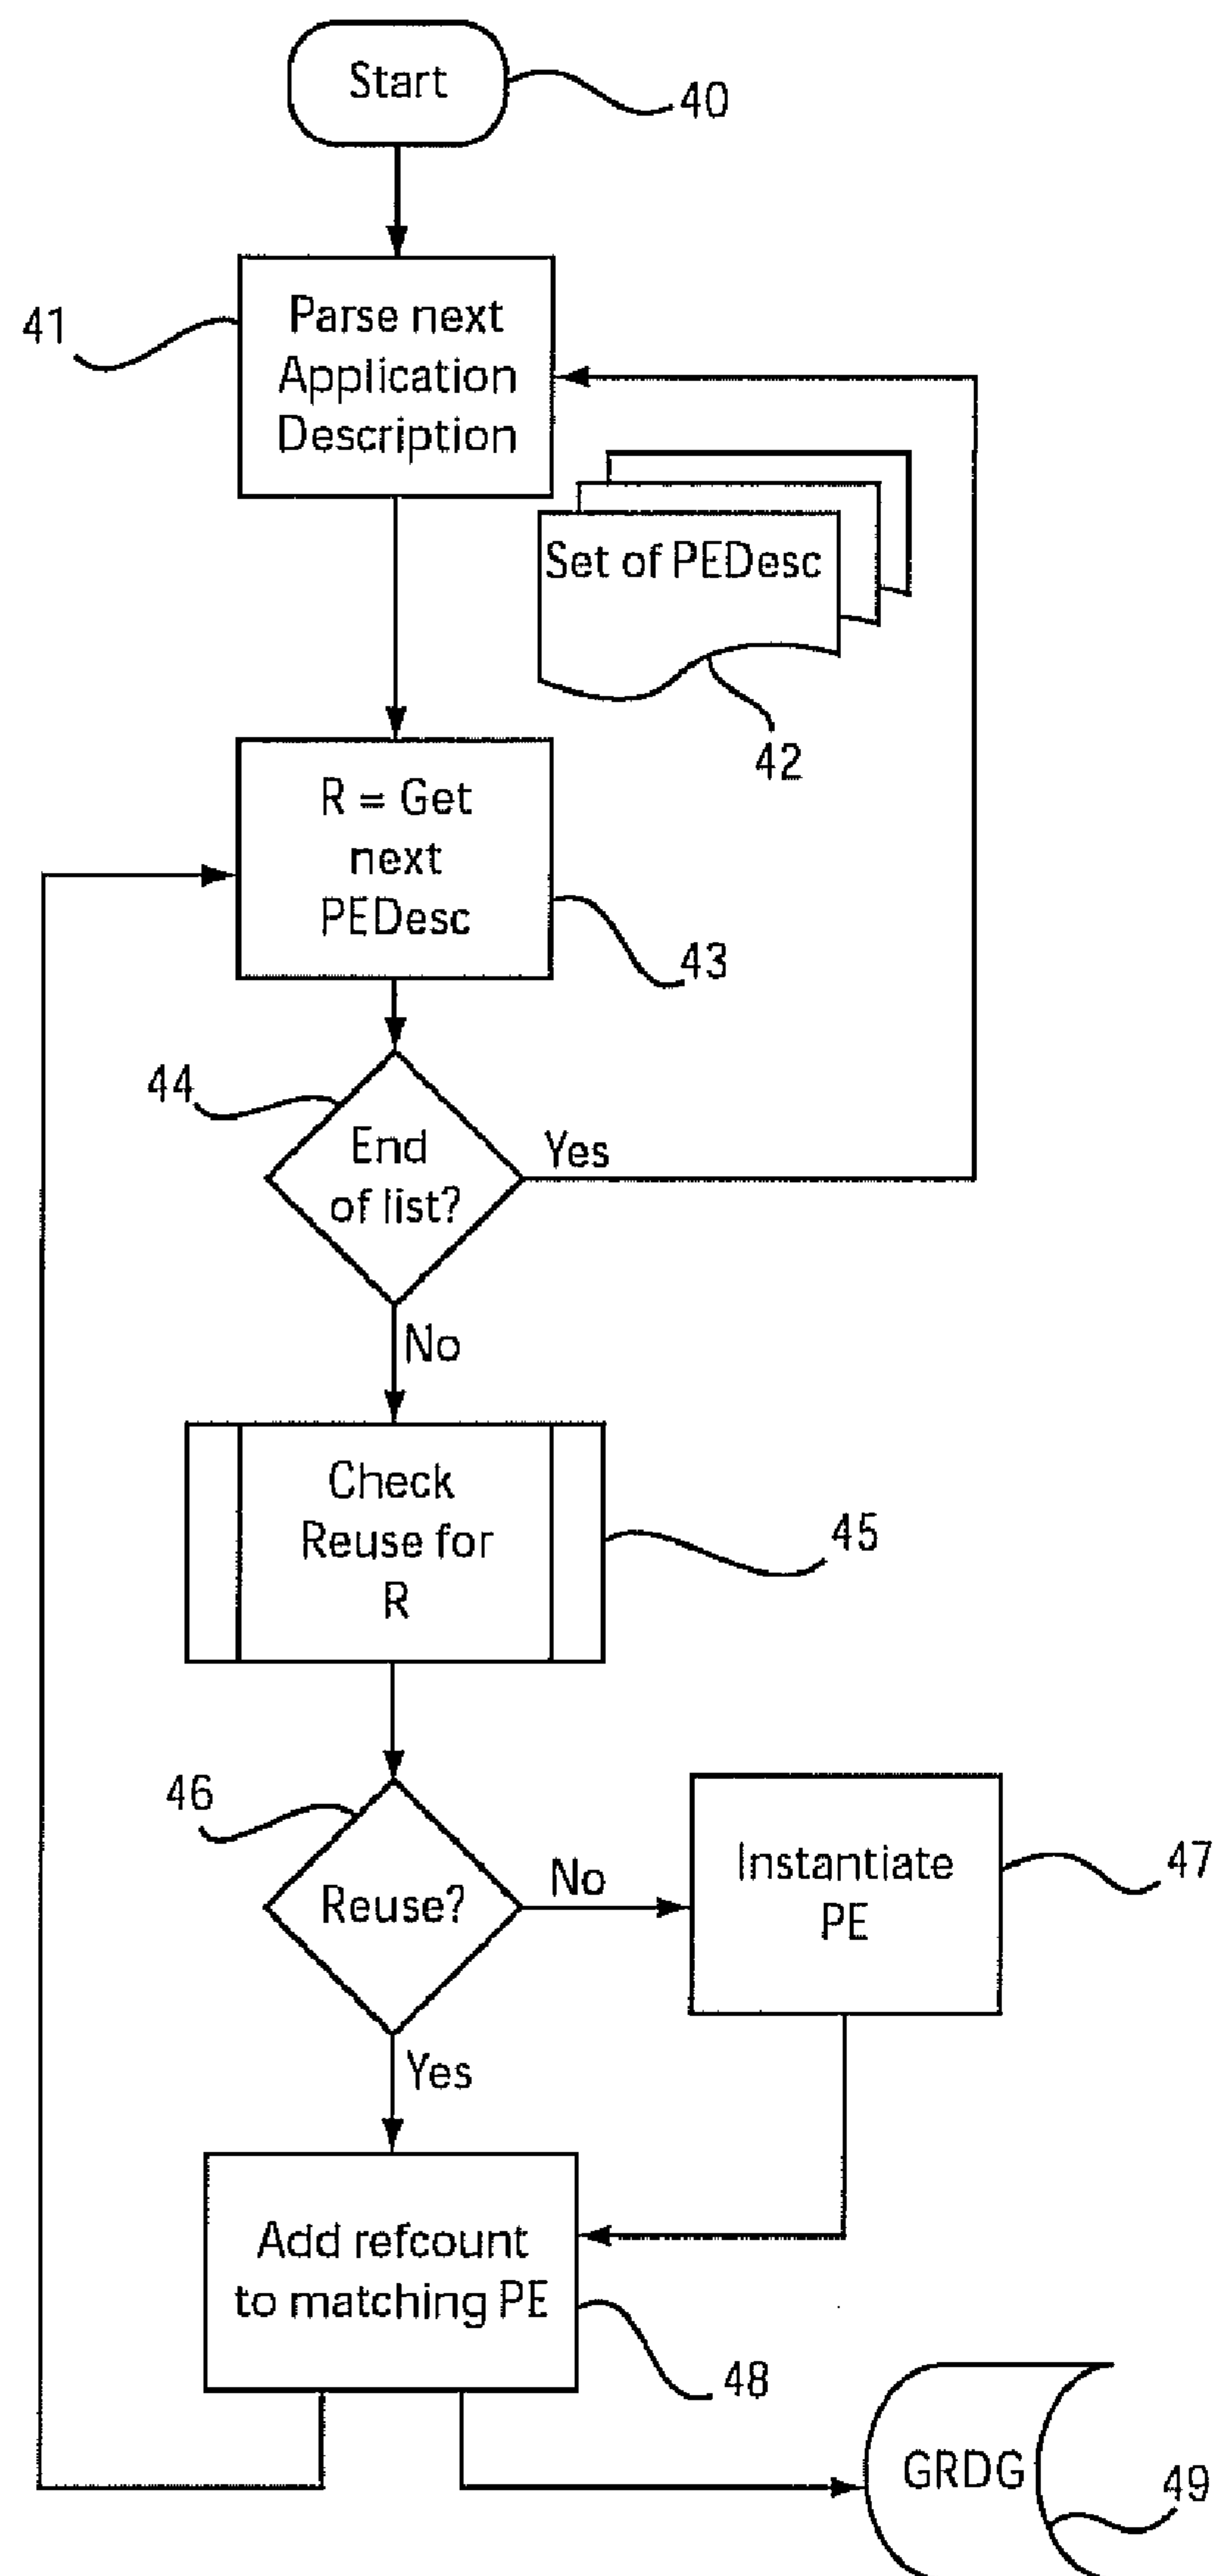 Start
40
41
Parse next
Application
Description
Set of PEDesc
42
R = Get
next
PEDesc
43
44
End
of list?
Yes
No
Check
Reuse for
R
45
46
Reuse?
No
Instantiate
PE
47
Yes
Add refcount
to matching PE
48
GRDG
49